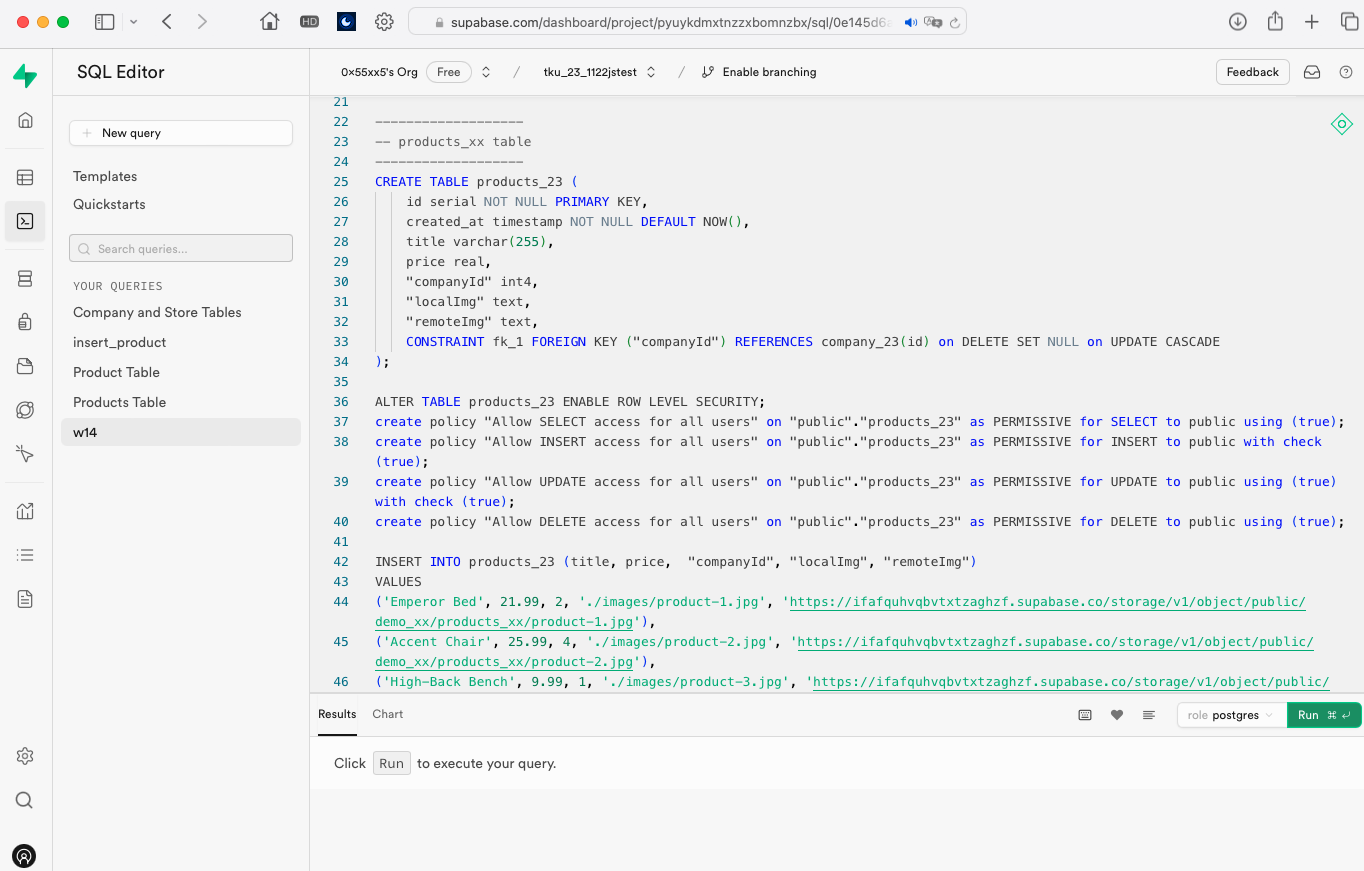 HD
supabase.com/dashboard/project/pyuykdmxtnzzxbomnzbx/sql/0e145d6a
SQL Editor
0×55xx5's Org Free / tku_23_1122jstest / Enable branching
Feedback
New query
Templates
Quickstarts
Search queries...
YOUR QUERIES
Company and Store Tables
insert_product
Product Table
Products Table
w14
21
22 -------------------
23 -- products_xx table
24 -------------------
25 CREATE TABLE products_23 (
26 id serial NOT NULL PRIMARY KEY,
27 created_at timestamp NOT NULL DEFAULT NOW(),
28 title varchar(255),
29 price real,
30 "companyId" int4,
31 "localImg" text,
32 "remoteImg" text,
33 CONSTRAINT fk_1 FOREIGN KEY ("companyId") REFERENCES company_23(id) on DELETE SET NULL on UPDATE CASCADE
34 );
35
36 ALTER TABLE products_23 ENABLE ROW LEVEL SECURITY;
37 create policy "Allow SELECT access for all users" on "public"."products_23" as PERMISSIVE for SELECT to public using (true);
38 create policy "Allow INSERT access for all users" on "public"."products_23" as PERMISSIVE for INSERT to public with check
(true);
39 create policy "Allow UPDATE access for all users" on "public"."products_23" as PERMISSIVE for UPDATE to public using (true)
with check (true);
40 create policy "Allow DELETE access for all users" on "public"."products_23" as PERMISSIVE for DELETE to public using (true);
41
42 INSERT INTO products_23 (title, price,  "companyId", "localImg", "remoteImg")
43 VALUES
44 ('Emperor Bed', 21.99, 2, './images/product-1.jpg', 'https://ifafquhvqbvtxtzaghzf.supabase.co/storage/v1/object/public/
demo_xx/products_xx/product-1.jpg'),
45 ('Accent Chair', 25.99, 4, './images/product-2.jpg', 'https://ifafquhvqbvtxtzaghzf.supabase.co/storage/v1/object/public/
demo_xx/products_xx/product-2.jpg'),
46 ('High-Back Bench', 9.99, 1, './images/product-3.jpg', 'https://ifafquhvqbvtxtzaghzf.supabase.co/storage/v1/object/public/
Results Chart
role postgres
Run ⌘ ↵
Click Run to execute your query.